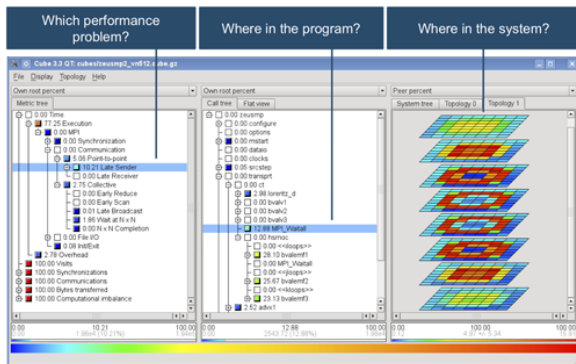 Which performance
problem?
Where in the program?
Where in the system?
Cube 3.3 QT: cubes/zeusmp2_vnfl12.cube.gz
File Display Topology Help
Own root percent
Own root percent
Peer percent
Metric tree
Call tree Flat view
System tree Topology 0 Topology 1
0.00 Time
77.25 Execution
0.00 MPI
0.00 Synchronization
0.00 Communication
5.06 Point-to-point
10.21 Late Sender
0.00 Late Receiver
2.75 Collective
0.00 Early Reduce
0.00 Early Scan
0.01 Late Broadcast
1.86 Wait at N x N
0.00 N x N Completion
0.00 File I/O
0.08 Init/Exit
2.78 Overhead
100.00 Visits
100.00 Synchronizations
100.00 Communications
100.00 Bytes transferred
100.00 Computational imbalance
0.00 zeusmp
0.00 configure
0.00 options
0.00 mstart
0.00 dataio
0.00 clocks
0.05 srcstep
0.00 transprt
0.00 ct
2.98 lorentz_d
0.00 bvalv1
0.00 bvalv2
0.00 bvalv3
12.88 MPI_Waitall
0.00 hsmoc
0.00 <<iloops>>
28.10 bvalemf2
0.00 MPI_Waitall
0.00 <<jloops>>
25.67 bvalemf2
0.00 <<kloops>>
23.13 bvalemf3
2.52 advx1
0.00 10.21 100.00
0.00 12.88 100.00
0.00 100.00